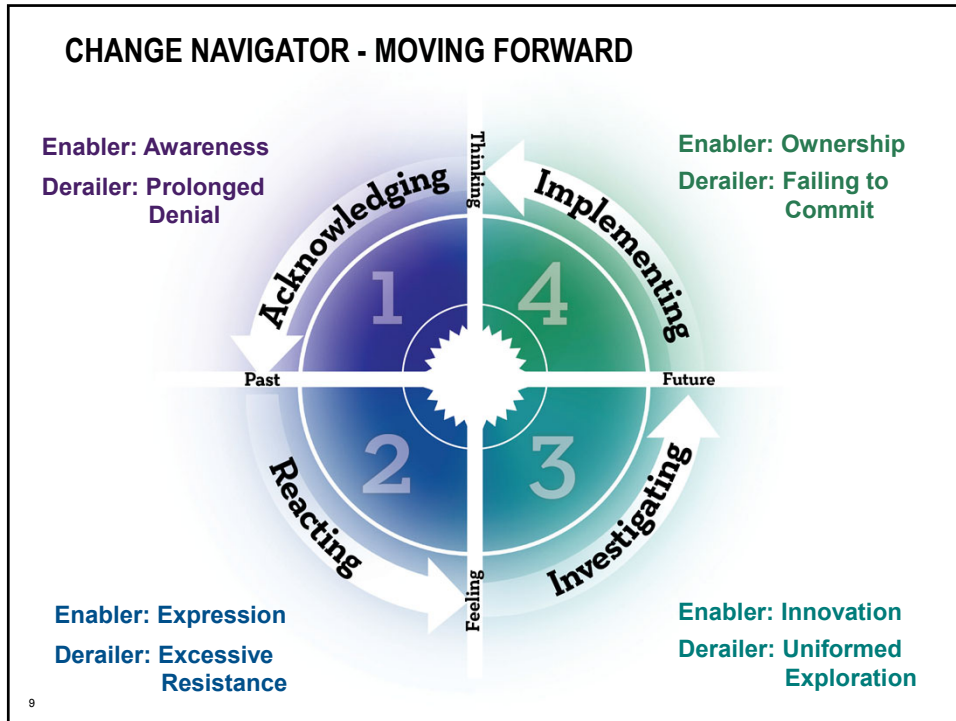 CHANGE NAVIGATOR - MOVING FORWARD
Enabler: Awareness
Derailer: Prolonged
Denial
Enabler: Ownership
Derailer: Failing to
Commit
Thinking
Acknowledging
Implementing
1
4
Past
Future
2
3
Reacting
Investigating
Feeling
Enabler: Expression
Derailer: Excessive
Resistance
Enabler: Innovation
Derailer: Uniformed
Exploration
9